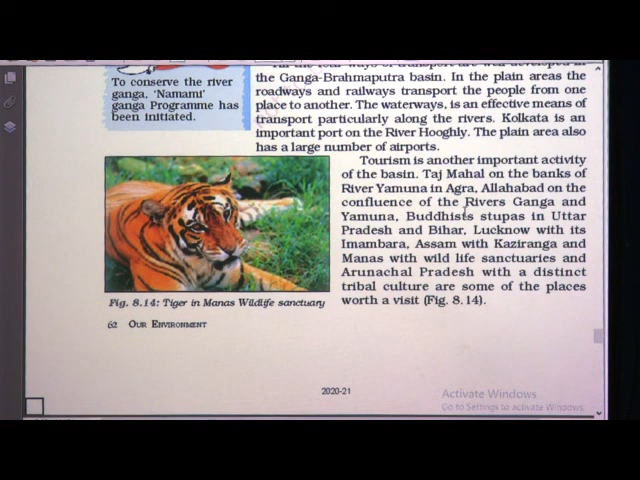 To conserve the river
ganga, 'Namami'
ganga Programme has
been initiated.
the Ganga-Brahmaputra basin. In the plain areas the
roadways and railways transport the people from one
place to another. The waterways, is an effective means of
transport particularly along the rivers. Kolkata is an
important port on the River Hooghly. The plain area also
has a large number of airports.
Tourism is another important activity
of the basin. Taj Mahal on the banks of
River Yamuna in Agra, Allahabad on the
confluence of the Rivers Ganga and
Yamuna, Buddhists stupas in Uttar
Pradesh and Bihar, Lucknow with its
Imambara, Assam with Kaziranga and
Manas with wild life sanctuaries and
Arunachal Pradesh with a distinct
tribal culture are some of the places
worth a visit (Fig. 8.14).
Fig. 8.14: Tiger in Manas Wildlife sanctuary
62 OUR ENVIRONMENT
2020-21
Activate Windows
Go to Settings to activate Windows.